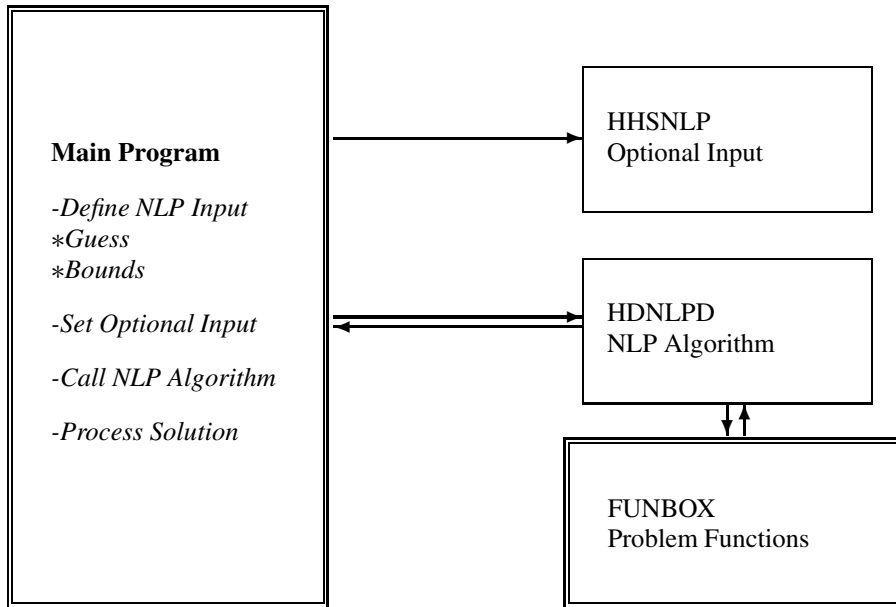 Main Program
-Define NLP Input
*Guess
*Bounds
-Set Optional Input
-Call NLP Algorithm
-Process Solution
HHSNLP
Optional Input
HDNLPD
NLP Algorithm
FUNBOX
Problem Functions